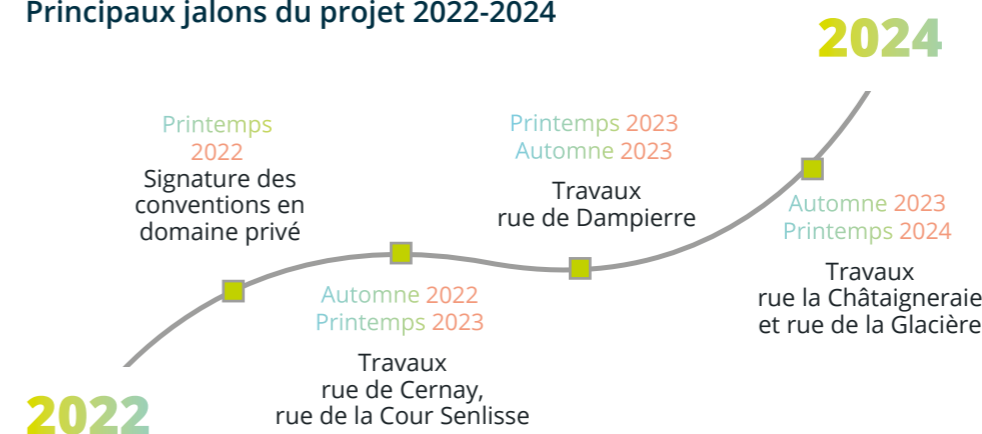 Principaux jalons du projet 2022-2024
2024
Printemps
2022
Signature des
conventions en
domaine privé
Automne 2022
Printemps 2023
Travaux
rue de Cernay,
rue de la Cour Senlisse
Printemps 2023
Automne 2023
Travaux
rue de Dampierre
Automne 2023
Printemps 2024
Travaux
rue la Châtaigneraie
et rue de la Glacière
2022